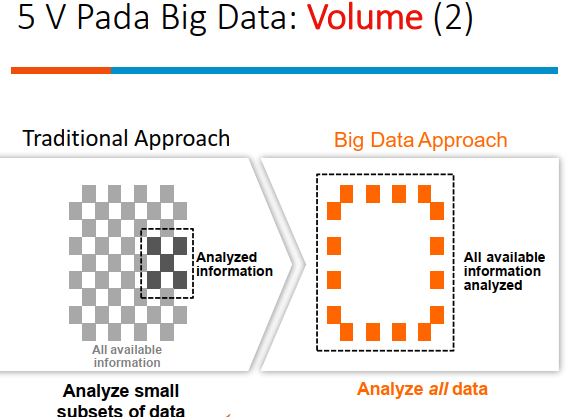 5 V Pada Big Data: Volume (2)
Traditional Approach
Big Data Approach
Analyzed
information
All available
information
All available
information
analyzed
Analyze small
subsets of data
Analyze all data